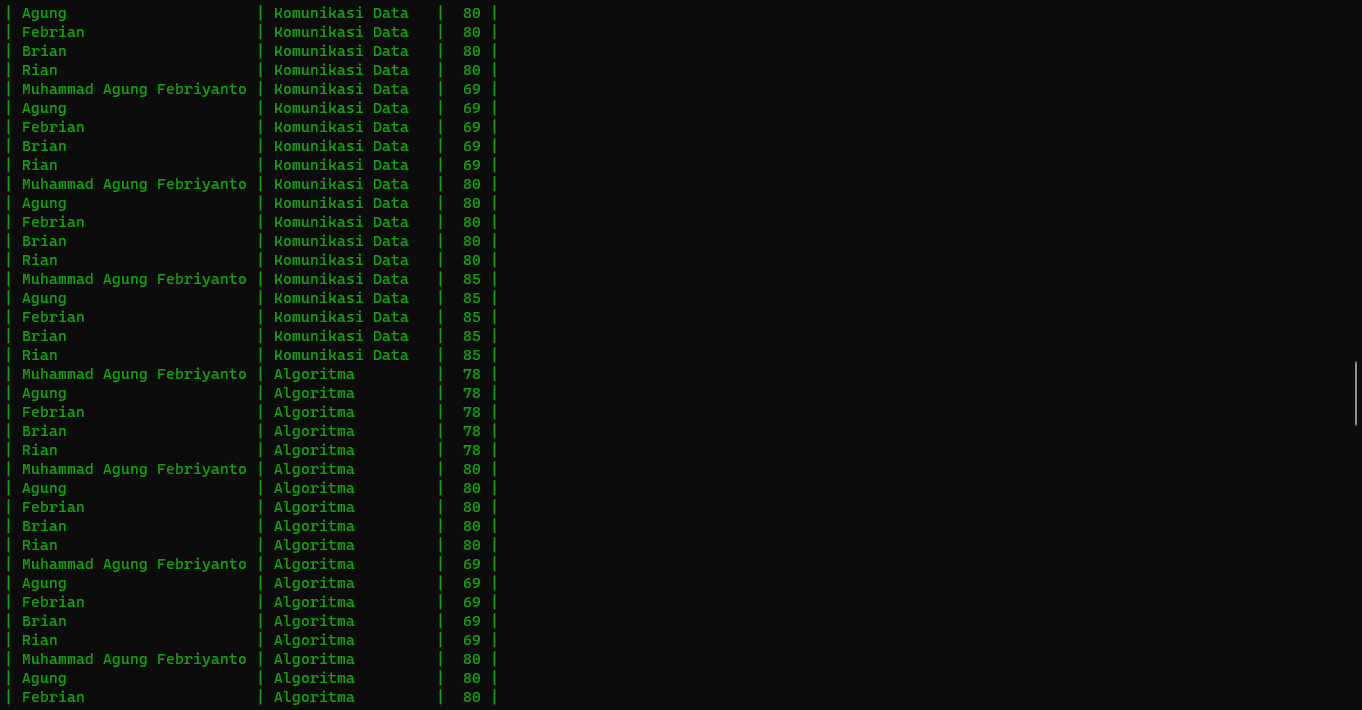 | Agung | Komunikasi Data | 80 |
| Febrian | Komunikasi Data | 80 |
| Brian | Komunikasi Data | 80 |
| Rian | Komunikasi Data | 80 |
| Muhammad Agung Febriyanto | Komunikasi Data | 69 |
| Agung | Komunikasi Data | 69 |
| Febrian | Komunikasi Data | 69 |
| Brian | Komunikasi Data | 69 |
| Rian | Komunikasi Data | 69 |
| Muhammad Agung Febriyanto | Komunikasi Data | 80 |
| Agung | Komunikasi Data | 80 |
| Febrian | Komunikasi Data | 80 |
| Brian | Komunikasi Data | 80 |
| Rian | Komunikasi Data | 80 |
| Muhammad Agung Febriyanto | Komunikasi Data | 85 |
| Agung | Komunikasi Data | 85 |
| Febrian | Komunikasi Data | 85 |
| Brian | Komunikasi Data | 85 |
| Rian | Komunikasi Data | 85 |
| Muhammad Agung Febriyanto | Algoritma | 78 |
| Agung | Algoritma | 78 |
| Febrian | Algoritma | 78 |
| Brian | Algoritma | 78 |
| Rian | Algoritma | 78 |
| Muhammad Agung Febriyanto | Algoritma | 80 |
| Agung | Algoritma | 80 |
| Febrian | Algoritma | 80 |
| Brian | Algoritma | 80 |
| Rian | Algoritma | 80 |
| Muhammad Agung Febriyanto | Algoritma | 69 |
| Agung | Algoritma | 69 |
| Febrian | Algoritma | 69 |
| Brian | Algoritma | 69 |
| Rian | Algoritma | 69 |
| Muhammad Agung Febriyanto | Algoritma | 80 |
| Agung | Algoritma | 80 |
| Febrian | Algoritma | 80 |